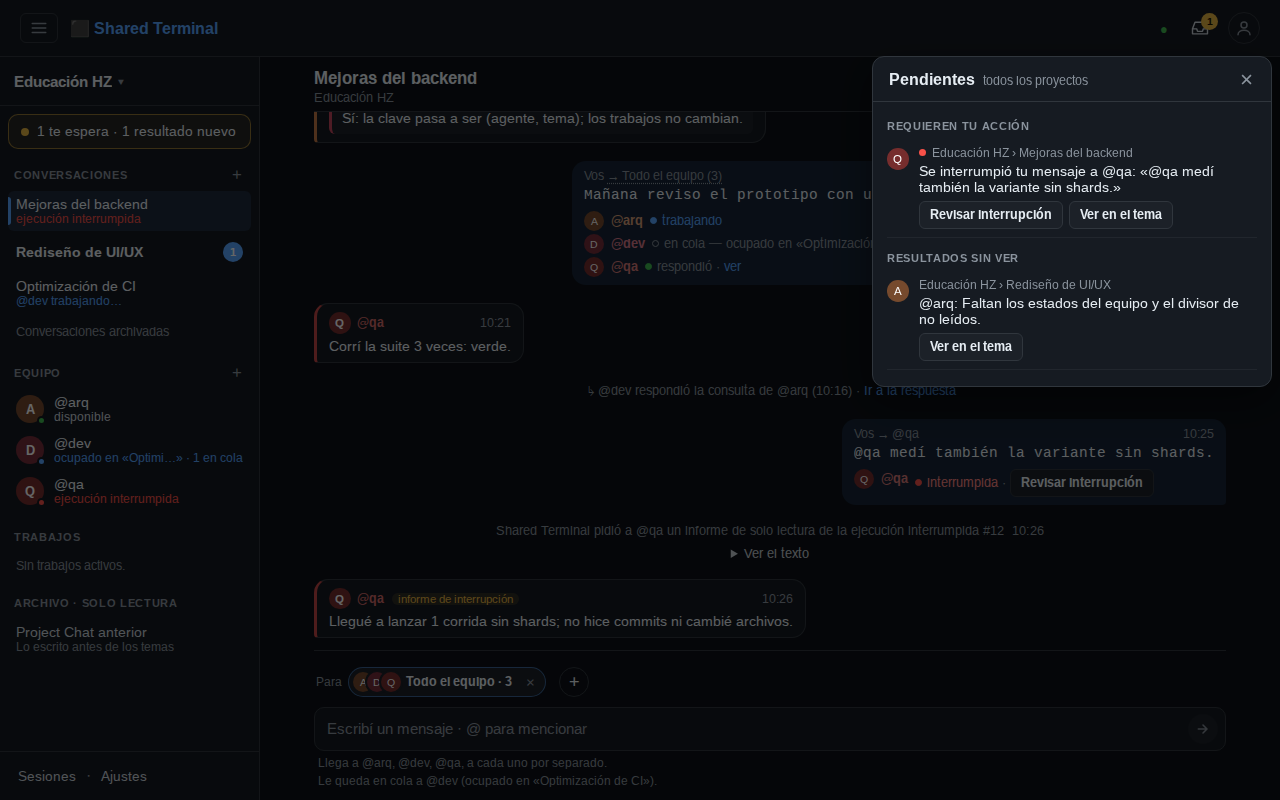 Shared Terminal
1
Educación HZ ▾
1 te espera · 1 resultado nuevo
CONVERSACIONES +
Mejoras del backend
ejecución interrumpida
Rediseño de UI/UX 1
Optimización de CI
@dev trabajando…
Conversaciones archivadas
EQUIPO +
A @arq
disponible
D @dev
ocupado en «Optimi…» · 1 en cola
Q @qa
ejecución interrumpida
TRABAJOS
Sin trabajos activos.
ARCHIVO · SOLO LECTURA
Project Chat anterior
Lo escrito antes de los temas
Sesiones · Ajustes
Mejoras del backend
Educación HZ
Sí: la clave pasa a ser (agente, tema); los trabajos no cambian.
Vos → Todo el equipo (3)
Mañana reviso el prototipo con u
A @arq trabajando
D @dev en cola — ocupado en «Optimización
Q @qa respondió · ver
Q @qa 10:21
Corrí la suite 3 veces: verde.
↳ @dev respondió la consulta de @arq (10:16) · Ir a la respuesta
Vos → @qa 10:25
@qa medí también la variante sin shards.
Q @qa Interrumpida · Revisar interrupción
Shared Terminal pidió a @qa un informe de solo lectura de la ejecución interrumpida #12 10:26
▶ Ver el texto
Q @qa informe de interrupción 10:26
Llegué a lanzar 1 corrida sin shards; no hice commits ni cambié archivos.
Para A D Q Todo el equipo · 3 × +
Escribí un mensaje · @ para mencionar
Llega a @arq, @dev, @qa, a cada uno por separado.
Le queda en cola a @dev (ocupado en «Optimización de CI»).
Pendientes todos los proyectos ✕
REQUIEREN TU ACCIÓN
Q Educación HZ › Mejoras del backend
Se interrumpió tu mensaje a @qa: «@qa medí
también la variante sin shards.»
Revisar interrupción Ver en el tema
RESULTADOS SIN VER
A Educación HZ › Rediseño de UI/UX
@arq: Faltan los estados del equipo y el divisor de
no leídos.
Ver en el tema